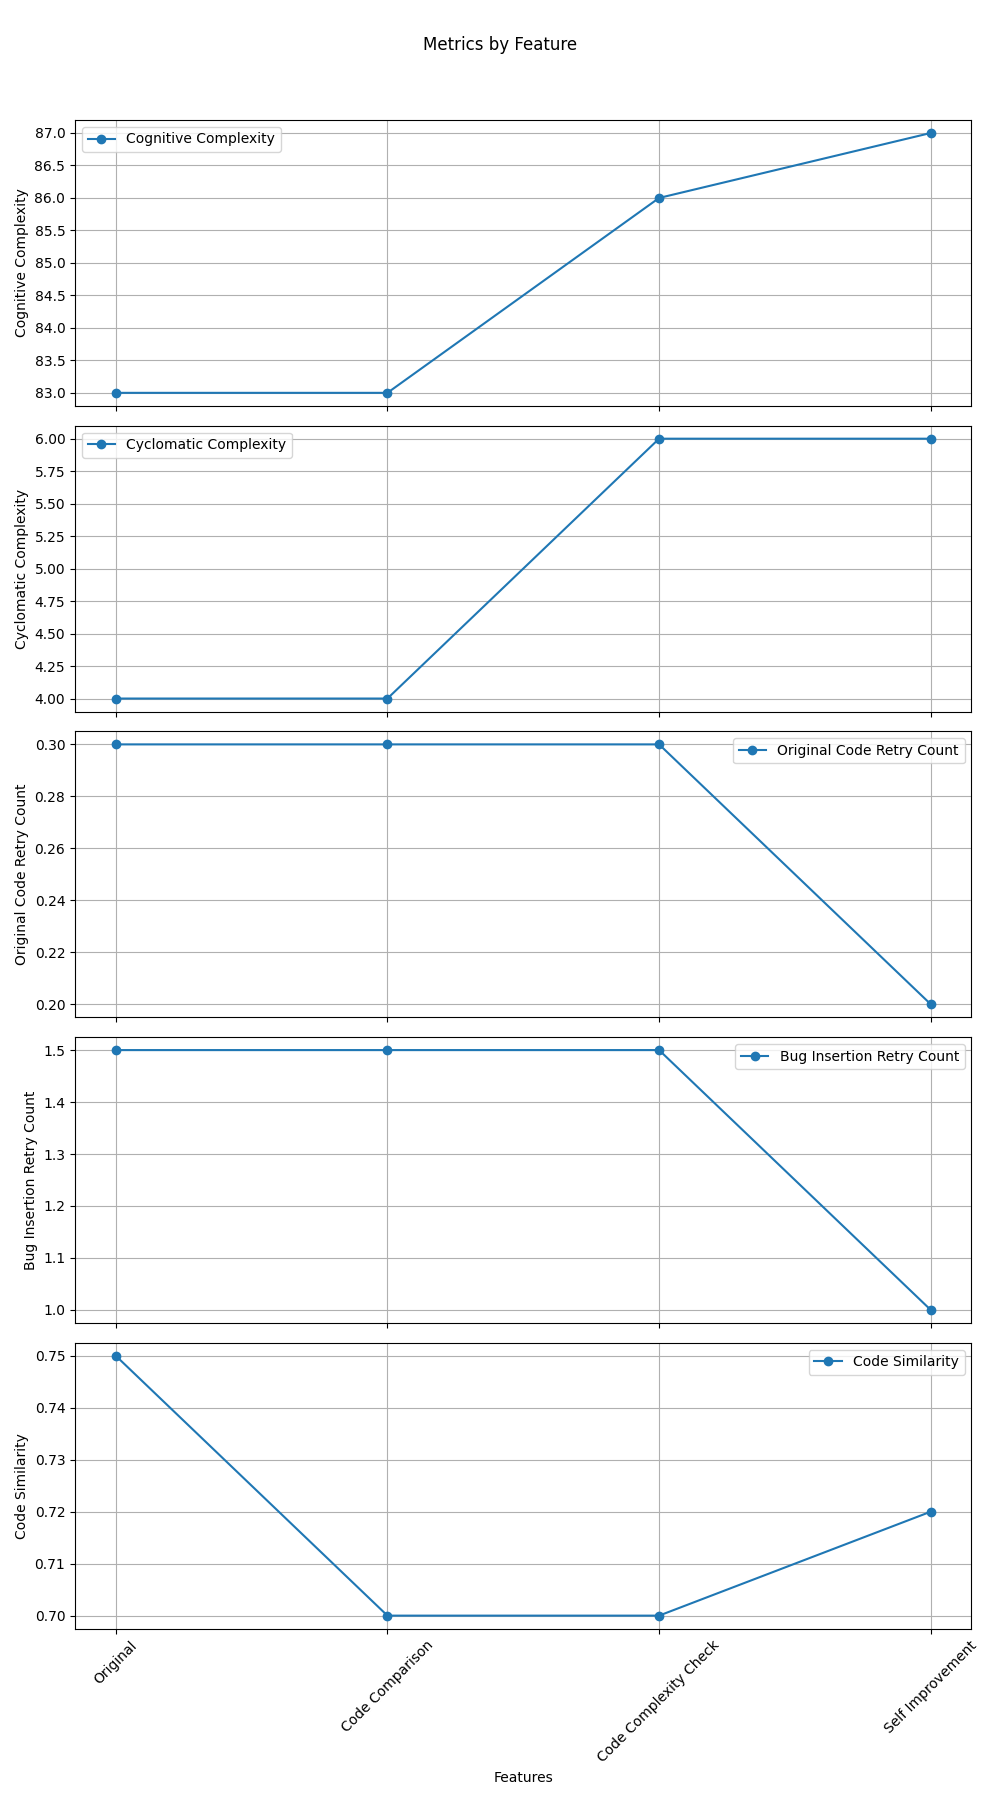 Metrics by Feature
Cognitive Complexity
Cognitive Complexity
87.0
86.5
86.0
85.5
85.0
84.5
84.0
83.5
83.0
Cyclomatic Complexity
Cyclomatic Complexity
6.00
5.75
5.50
5.25
5.00
4.75
4.50
4.25
4.00
Original Code Retry Count
Original Code Retry Count
0.30
0.28
0.26
0.24
0.22
0.20
Bug Insertion Retry Count
Bug Insertion Retry Count
1.5
1.4
1.3
1.2
1.1
1.0
Code Similarity
Code Similarity
0.75
0.74
0.73
0.72
0.71
0.70
Original
Code Comparison
Code Complexity Check
Self Improvement
Features